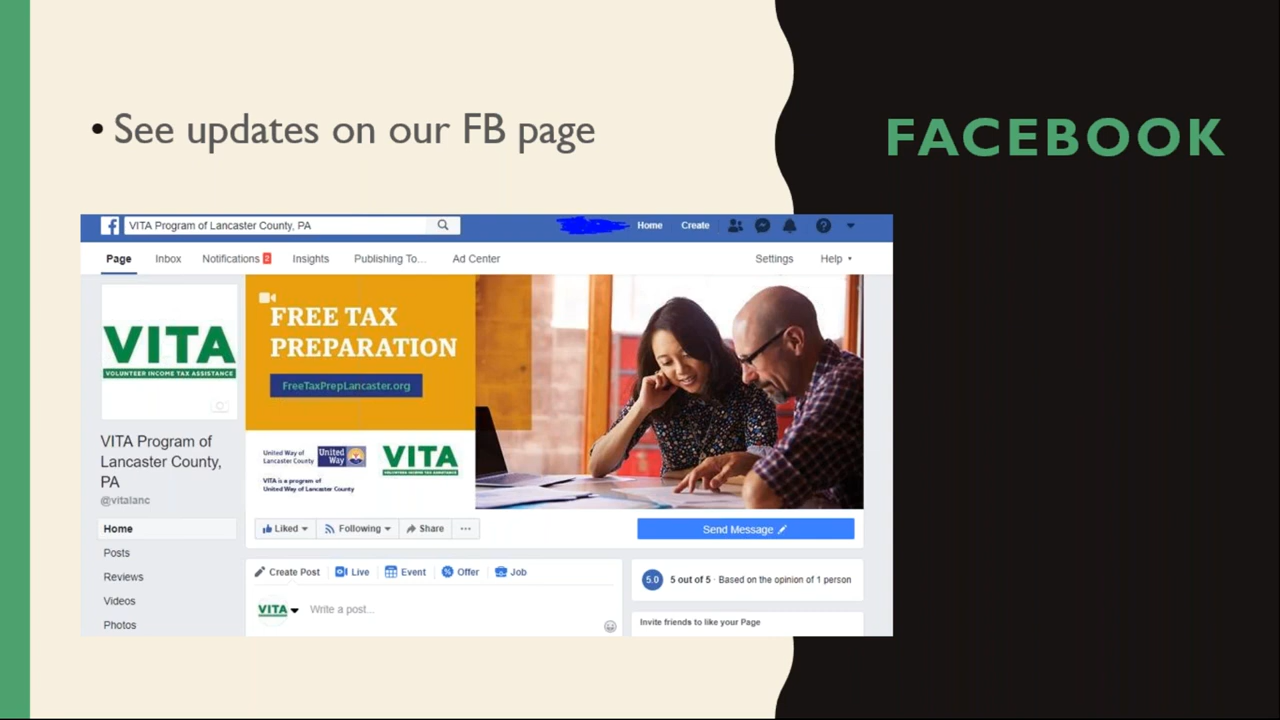 • See updates on our FB page
FACEBOOK
VITA Program of Lancaster County, PA
Home Create
Page Inbox Notifications 2 Insights Publishing To... Ad Center Settings Help
VITA
VOLUNTEER INCOME TAX ASSISTANCE
VITA Program of
Lancaster County,
PA
@vitalanc
Home
Posts
Reviews
Videos
Photos
FREE TAX
PREPARATION
FreeTaxPrepLancaster.org
United Way of
Lancaster County
United
Way
VITA
VOLUNTEER INCOME TAX ASSISTANCE
VITA is a program of
United Way of Lancaster County
Liked Following Share ...
Send Message
Create Post Live Event Offer Job
VITA Write a post...
5.0 5 out of 5 · Based on the opinion of 1 person
Invite friends to like your Page